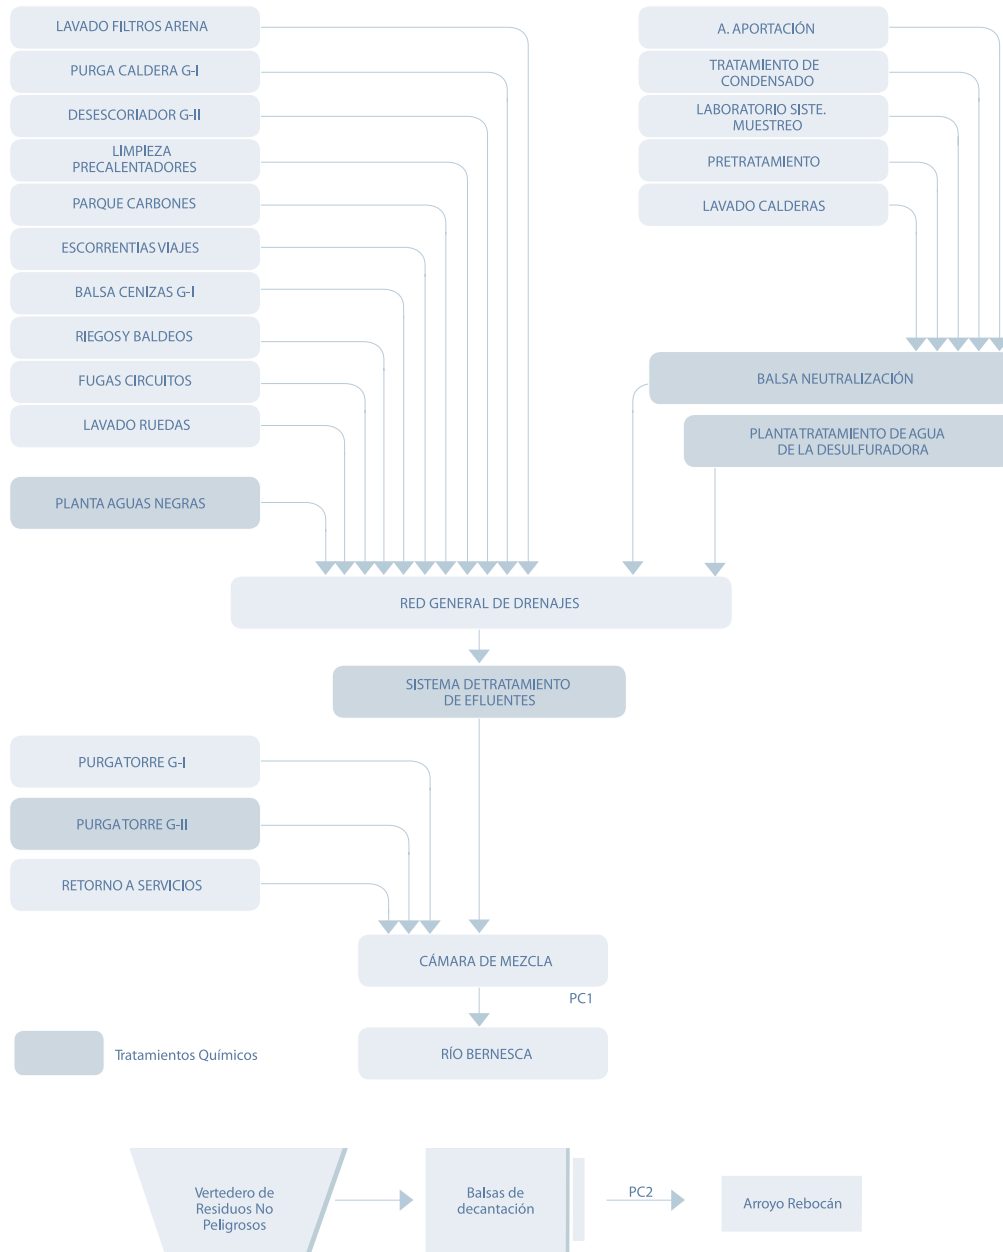 LAVADO FILTROS ARENA
PURGA CALDERA G-I
DESESCORIADOR G-II
LIMPIEZA
PRECALENTADORES
PARQUE CARBONES
ESCORRENTIAS VIAJES
BALSA CENIZAS G-I
RIEGOS Y BALDEOS
FUGAS CIRCUITOS
LAVADO RUEDAS
PLANTA AGUAS NEGRAS
A. APORTACIÓN
TRATAMIENTO DE
CONDENSADO
LABORATORIO SISTE.
MUESTREO
PRETRATAMIENTO
LAVADO CALDERAS
BALSA NEUTRALIZACIÓN
PLANTA TRATAMIENTO DE AGUA
DE LA DESULFURADORA
RED GENERAL DE DRENAJES
SISTEMA DE TRATAMIENTO
DE EFLUENTES
PURGA TORRE G-I
PURGA TORRE G-II
RETORNO A SERVICIOS
CÁMARA DE MEZCLA
PC1
RÍO BERNESCA
Tratamientos Químicos
Vertedero de
Residuos No
Peligrosos
Balsas de
decantación
PC2
Arroyo Rebocán